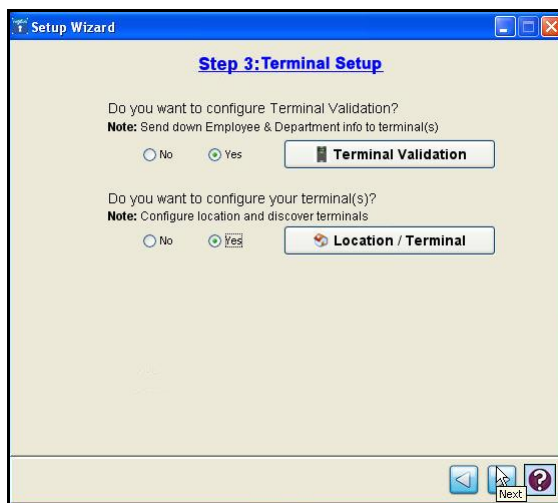 Setup Wizard
Step 3:Terminal Setup
Do you want to configure Terminal Validation?
Note: Send down Employee & Department info to terminal(s)
No Yes Terminal Validation
Do you want to configure your terminal(s)?
Note: Configure location and discover terminals
No Yes Location / Terminal
Next